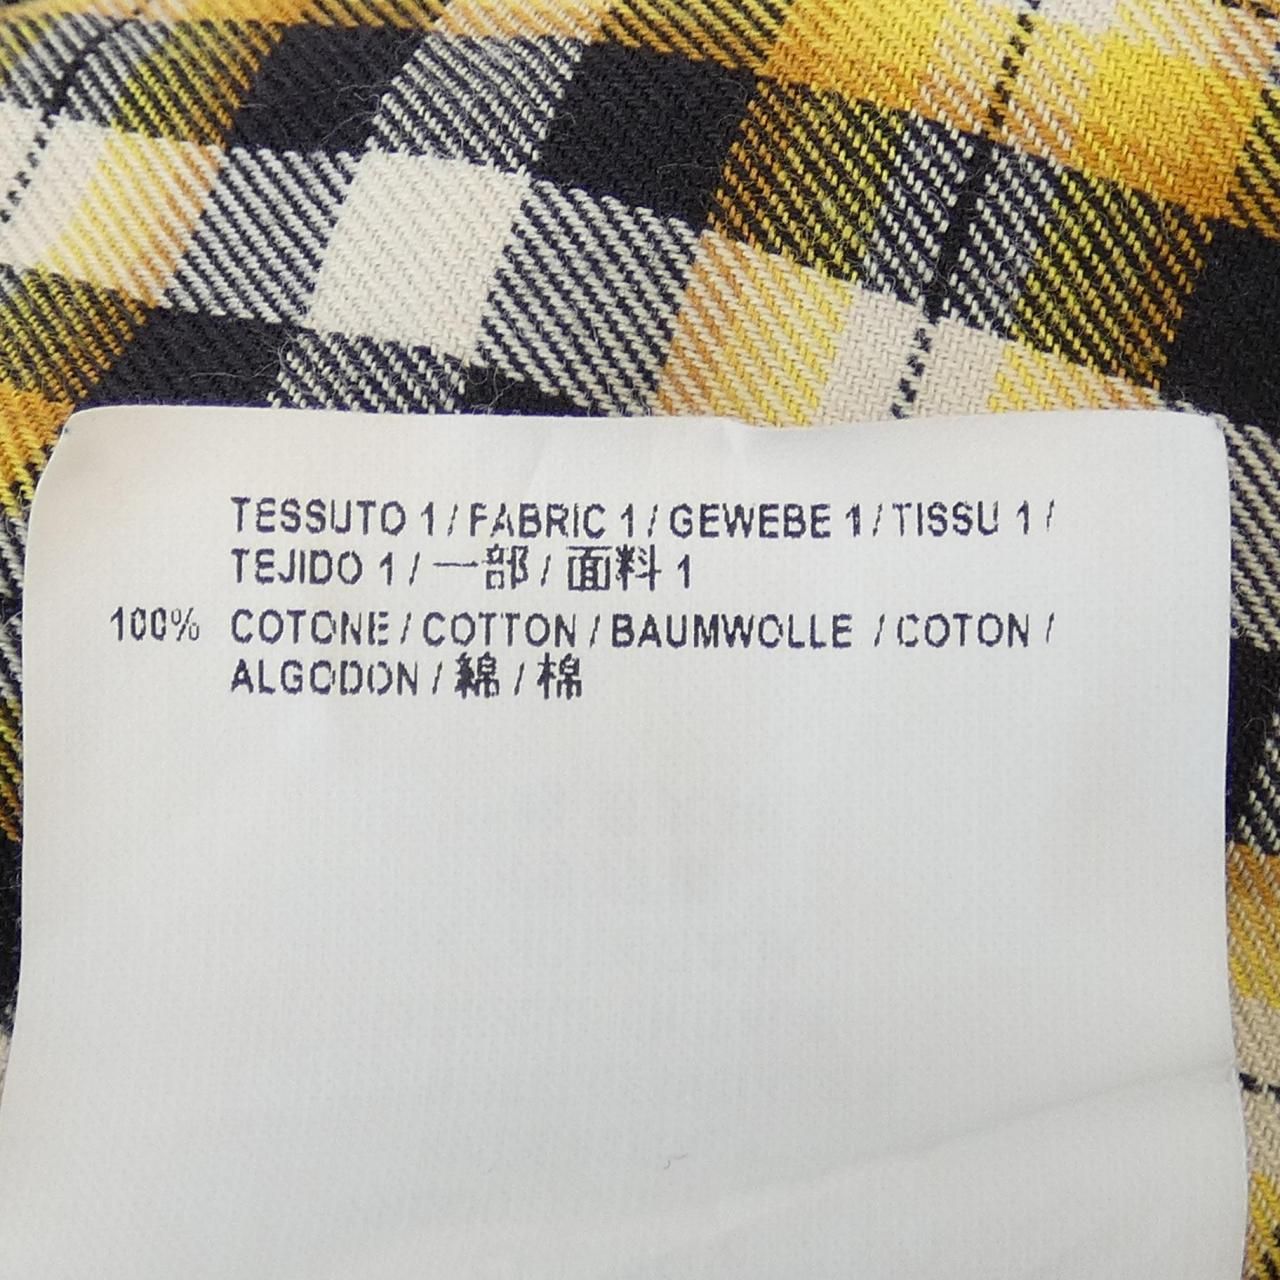 TESSUTO 1 / FABRIC 1 / GEWEBE 1 / TISSU 1 /
TEJIDO 1 / 一部 / 面料 1
100% COTONE / COTTON / BAUMWOLLE / COTON /
ALGODON / 綿 / 棉